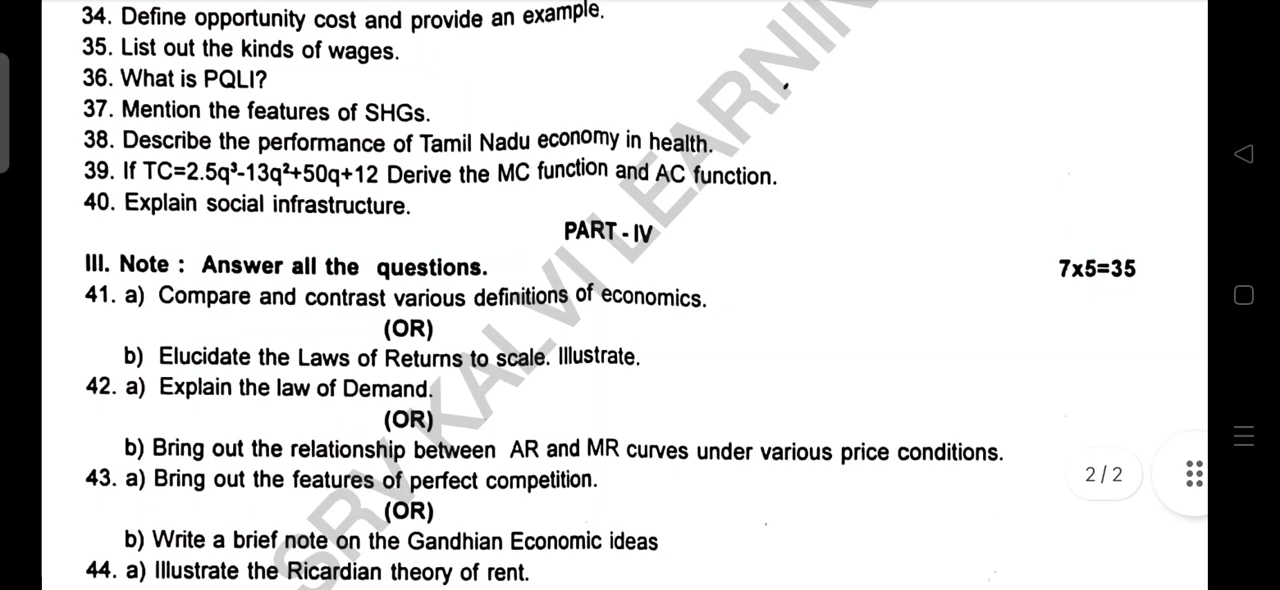 34. Define opportunity cost and provide an example.
35. List out the kinds of wages.
36. What is PQLI?
37. Mention the features of SHGs.
38. Describe the performance of Tamil Nadu economy in health.
39. If TC=2.5q³-13q²+50q+12 Derive the MC function and AC function.
40. Explain social infrastructure.
PART - IV
III. Note : Answer all the questions. 7x5=35
41. a) Compare and contrast various definitions of economics.
(OR)
b) Elucidate the Laws of Returns to scale. Illustrate.
42. a) Explain the law of Demand.
(OR)
b) Bring out the relationship between AR and MR curves under various price conditions.
43. a) Bring out the features of perfect competition.
(OR)
b) Write a brief note on the Gandhian Economic ideas
44. a) Illustrate the Ricardian theory of rent.
2 / 2
SRV KALVI LEARNIN